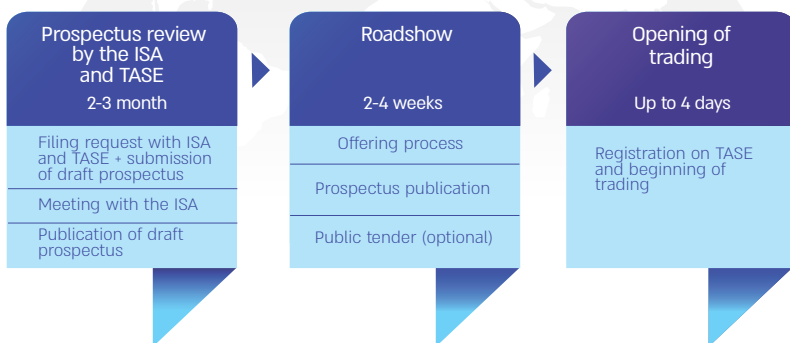 Prospectus review
by the ISA
and TASE
2-3 month
Filing request with ISA
and TASE + submission
of draft prospectus
Meeting with the ISA
Publication of draft
prospectus
Roadshow
2-4 weeks
Offering process
Prospectus publication
Public tender (optional)
Opening of
trading
Up to 4 days
Registration on TASE
and beginning of
trading